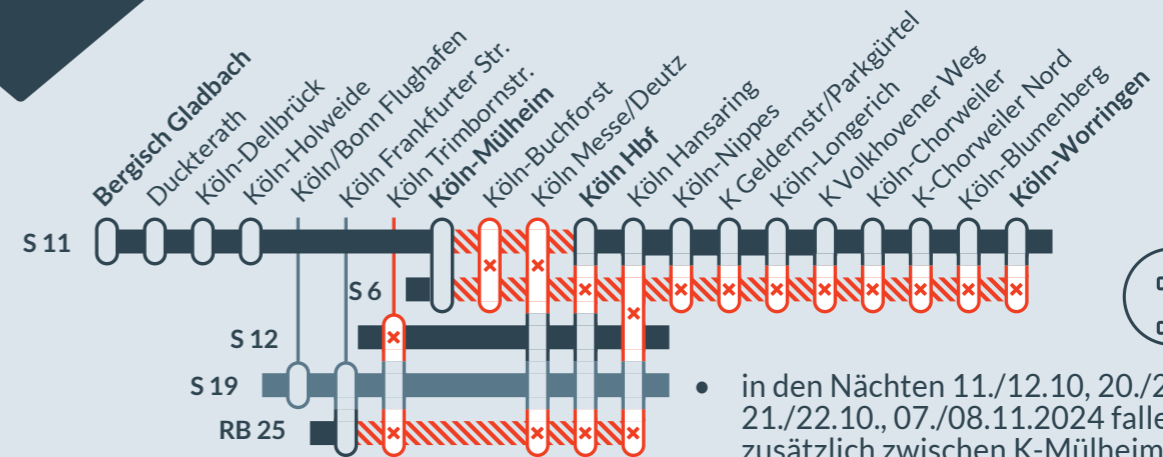 Bergisch Gladbach
Duckterath
Köln-Dellbrück
Köln-Holweide
Köln/Bonn Flughafen
Köln Frankfurter Str.
Köln Trimbornstr.
Köln-Mülheim
Köln-Buchforst
Köln Messe/Deutz
Köln Hbf
Köln Hansaring
Köln-Nippes
K Geldernstr/Parkgürtel
Köln-Longerich
K Volkhovener Weg
Köln-Chorweiler
K-Chorweiler Nord
Köln-Blumenberg
Köln-Worringen
S 11
S 6
S 12
S 19
RB 25
• in den Nächten 11./12.10, 20./2
21./22.10., 07./08.11.2024 falle
zusätzlich zwischen K-Mülheim